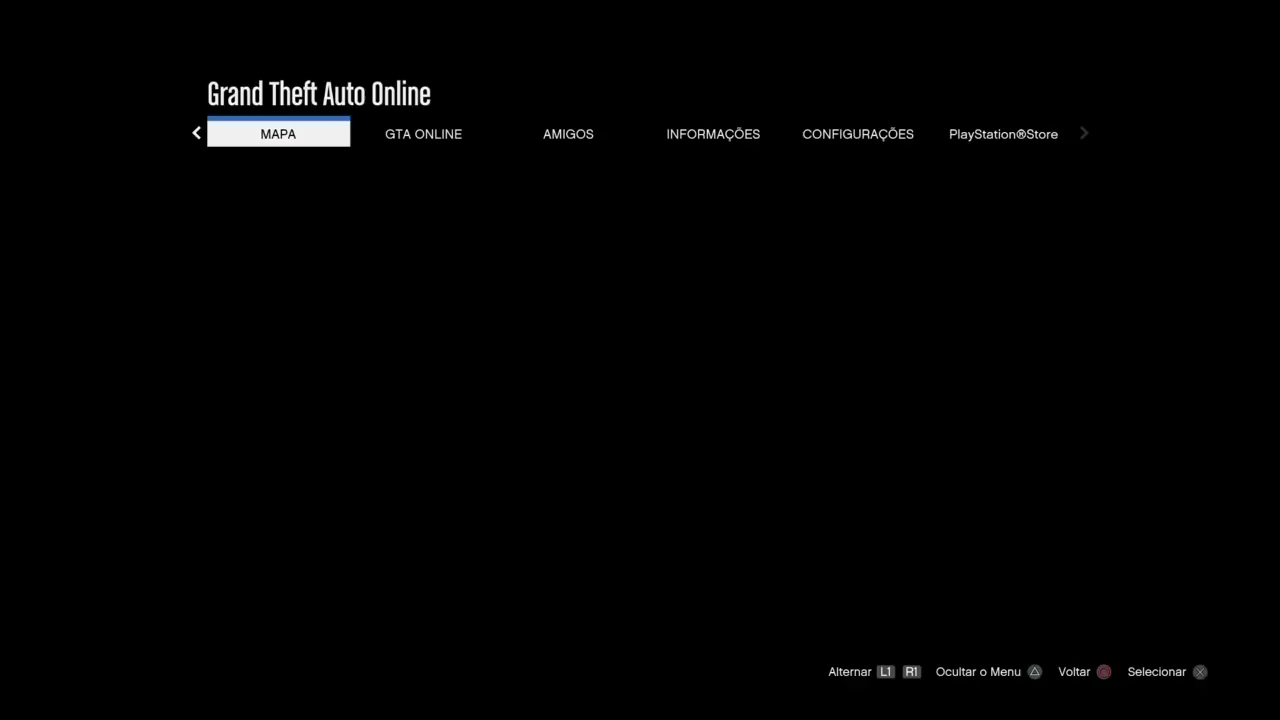 Grand Theft Auto Online
MAPA GTA ONLINE AMIGOS INFORMAÇÕES CONFIGURAÇÕES PlayStation®Store
Alternar L1 R1 Ocultar o Menu Voltar Selecionar